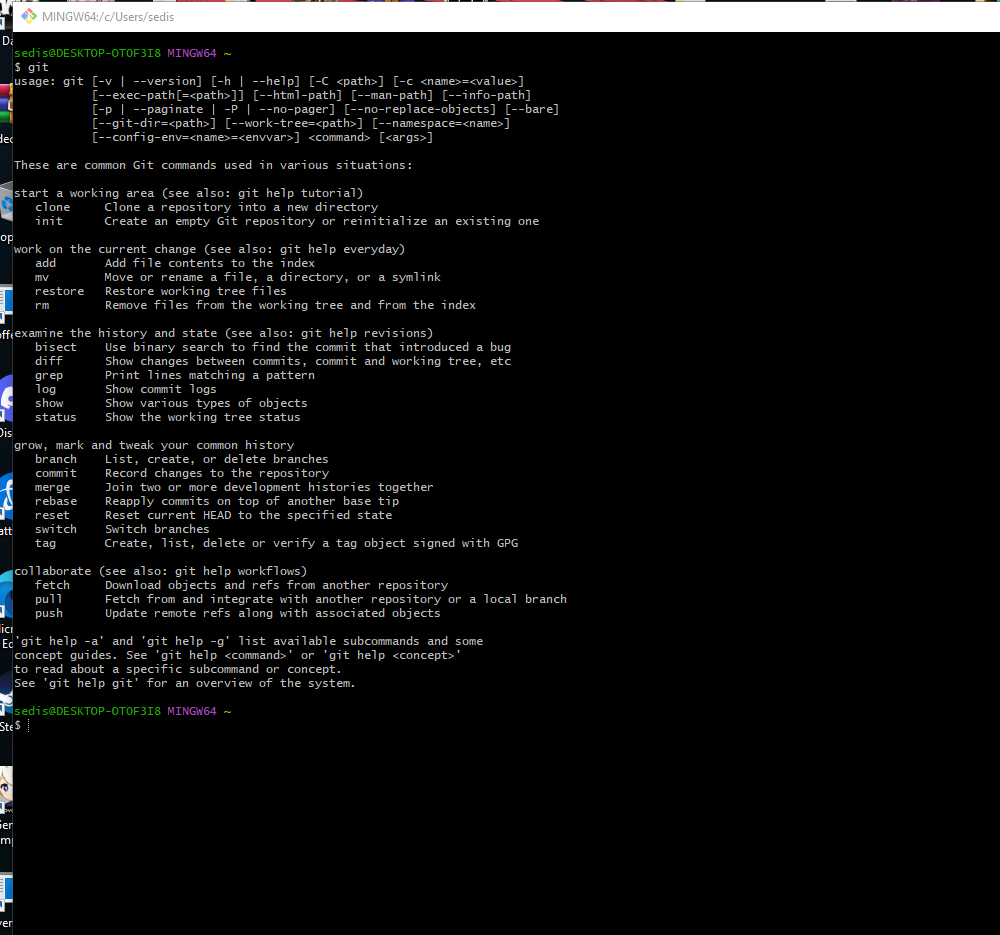 MINGW64:/c/Users/sedis
sedis@DESKTOP-OTOF3I8 MINGW64 ~
$ git
usage: git [-v | --version] [-h | --help] [-C <path>] [-c <name>=<value>]
           [--exec-path[=<path>]] [--html-path] [--man-path] [--info-path]
           [-p | --paginate | -P | --no-pager] [--no-replace-objects] [--bare]
           [--git-dir=<path>] [--work-tree=<path>] [--namespace=<name>]
           [--config-env=<name>=<envvar>] <command> [<args>]

These are common Git commands used in various situations:

start a working area (see also: git help tutorial)
   clone     Clone a repository into a new directory
   init      Create an empty Git repository or reinitialize an existing one

work on the current change (see also: git help everyday)
   add       Add file contents to the index
   mv        Move or rename a file, a directory, or a symlink
   restore   Restore working tree files
   rm        Remove files from the working tree and from the index

examine the history and state (see also: git help revisions)
   bisect    Use binary search to find the commit that introduced a bug
   diff      Show changes between commits, commit and working tree, etc
   grep      Print lines matching a pattern
   log       Show commit logs
   show      Show various types of objects
   status    Show the working tree status

grow, mark and tweak your common history
   branch    List, create, or delete branches
   commit    Record changes to the repository
   merge     Join two or more development histories together
   rebase    Reapply commits on top of another base tip
   reset     Reset current HEAD to the specified state
   switch    Switch branches
   tag       Create, list, delete or verify a tag object signed with GPG

collaborate (see also: git help workflows)
   fetch     Download objects and refs from another repository
   pull      Fetch from and integrate with another repository or a local branch
   push      Update remote refs along with associated objects

'git help -a' and 'git help -g' list available subcommands and some
concept guides. See 'git help <command>' or 'git help <concept>'
to read about a specific subcommand or concept.
See 'git help git' for an overview of the system.

sedis@DESKTOP-OTOF3I8 MINGW64 ~
$